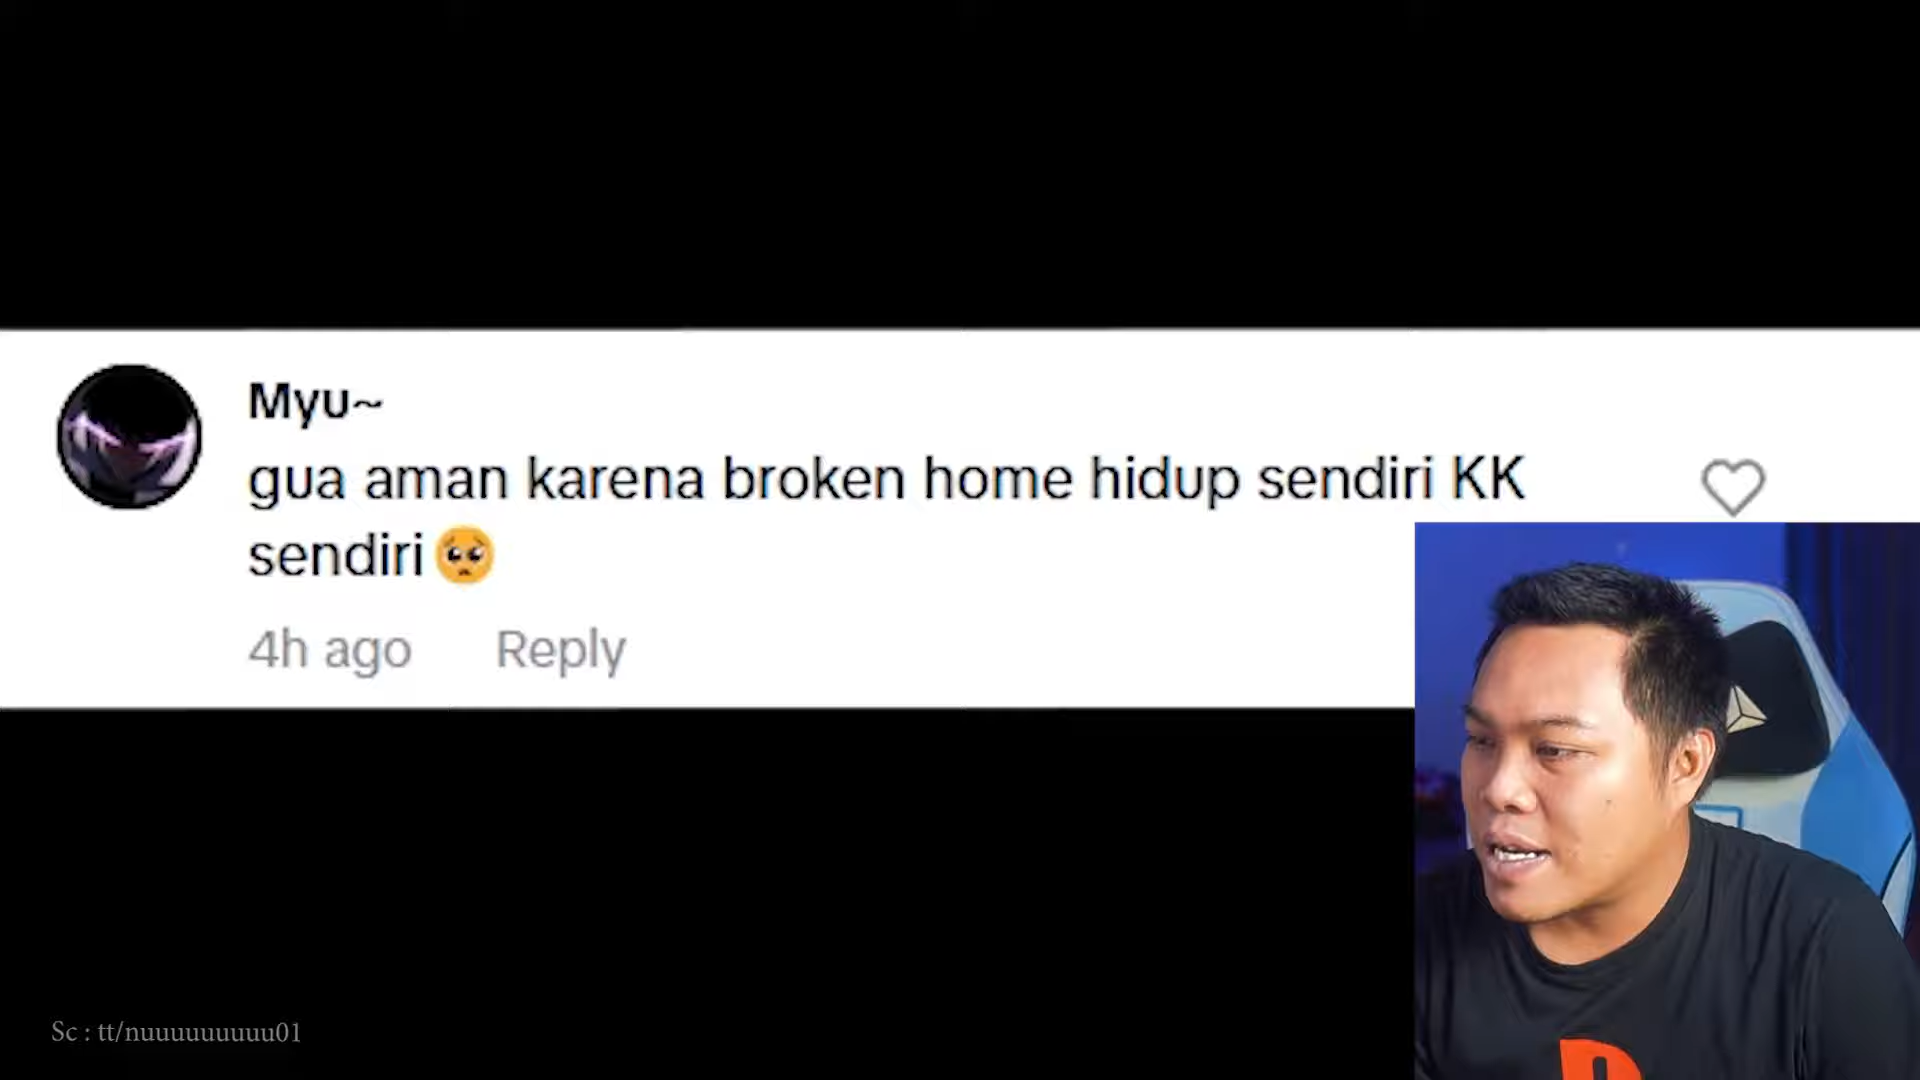 Myu~
gua aman karena broken home hidup sendiri KK
sendiri🥺
4h ago Reply
Sc : tt/nuuuuuuuuu01